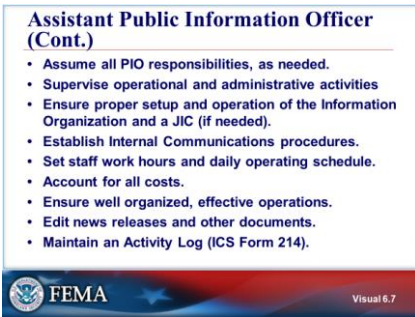 Assistant Public Information Officer
(Cont.)
• Assume all PIO responsibilities, as needed.
• Supervise operational and administrative activities
• Ensure proper setup and operation of the Information
Organization and a JIC (if needed).
• Establish Internal Communications procedures.
• Set staff work hours and daily operating schedule.
• Account for all costs.
• Ensure well organized, effective operations.
• Edit news releases and other documents.
• Maintain an Activity Log (ICS Form 214).
FEMA
Visual 6.7